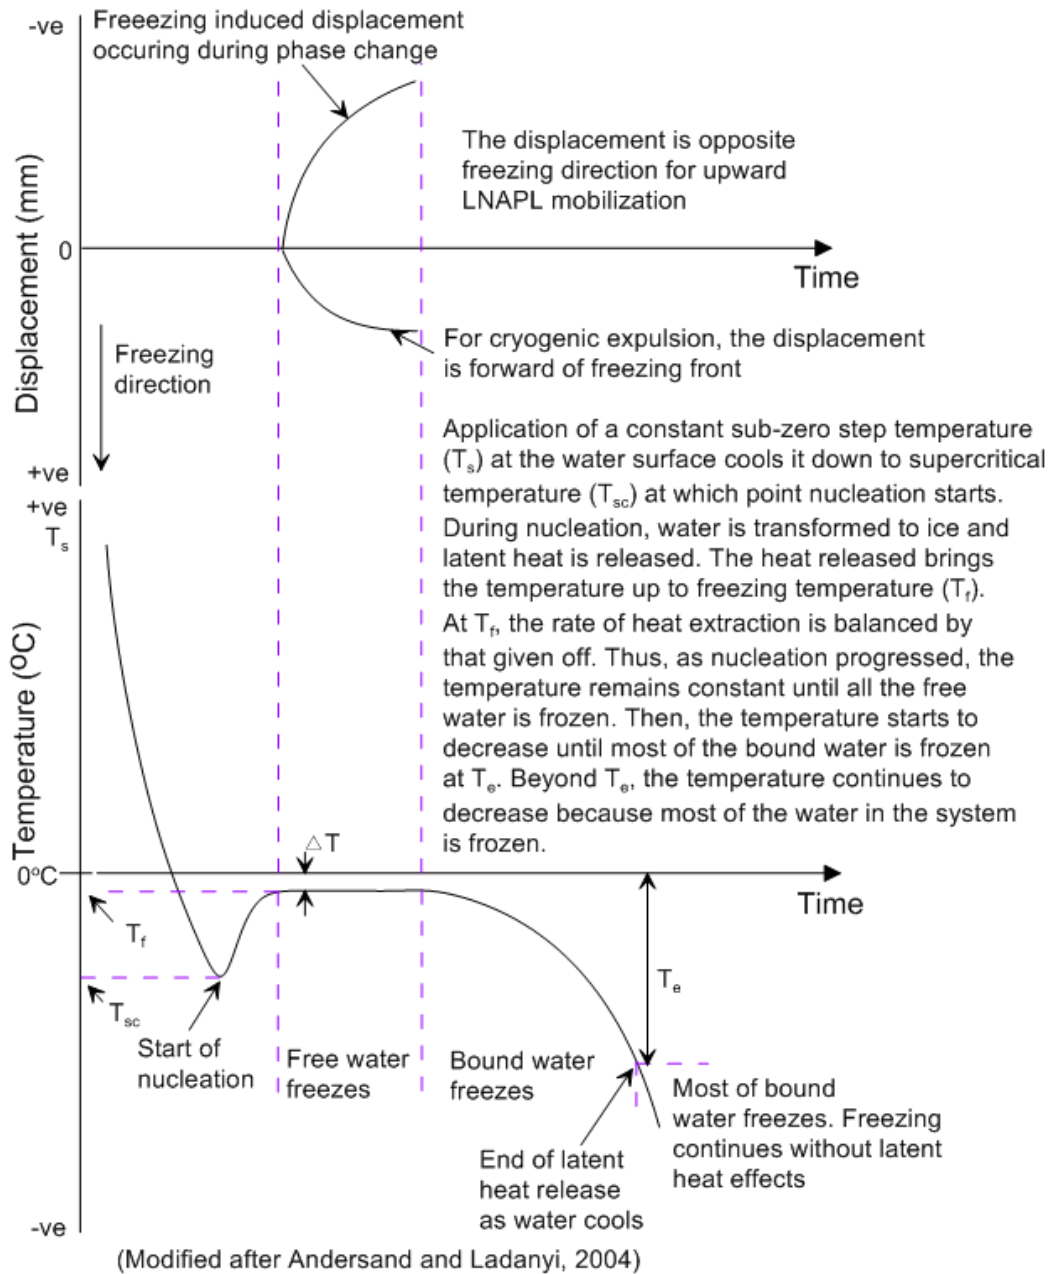 -ve
Freeezing induced displacement
occuring during phase change
The displacement is opposite
freezing direction for upward
LNAPL mobilization
Displacement (mm)
0
Time
Freezing
direction
For cryogenic expulsion, the displacement
is forward of freezing front
+ve
+ve
Ts
Application of a constant sub-zero step temperature
(Ts) at the water surface cools it down to supercritical
temperature (Tsc) at which point nucleation starts.
During nucleation, water is transformed to ice and
latent heat is released. The heat released brings
the temperature up to freezing temperature (Tf).
At Tf, the rate of heat extraction is balanced by
that given off. Thus, as nucleation progressed, the
temperature remains constant until all the free
water is frozen. Then, the temperature starts to
decrease until most of the bound water is frozen
at Te. Beyond Te, the temperature continues to
decrease because most of the water in the system
is frozen.
Temperature (ºC)
△T
0ºC
Time
Tf
Te
Tsc
Start of
nucleation
Free water
freezes
Bound water
freezes
Most of bound
water freezes. Freezing
continues without latent
heat effects
End of latent
heat release
as water cools
-ve
(Modified after Andersand and Ladanyi, 2004)